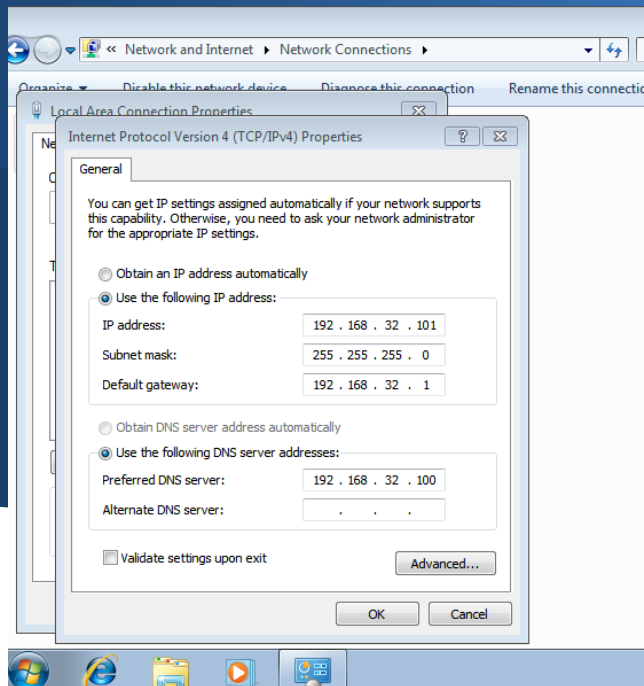 « Network and Internet ▸ Network Connections ▸
Organize Disable this network device Diagnose this connection Rename this connectio
Local Area Connection Properties
Internet Protocol Version 4 (TCP/IPv4) Properties
Ne
General
You can get IP settings assigned automatically if your network supports
this capability. Otherwise, you need to ask your network administrator
for the appropriate IP settings.
Obtain an IP address automatically
Use the following IP address:
IP address: 192 . 168 . 32 . 101
Subnet mask: 255 . 255 . 255 . 0
Default gateway: 192 . 168 . 32 . 1
Obtain DNS server address automatically
Use the following DNS server addresses:
Preferred DNS server: 192 . 168 . 32 . 100
Alternate DNS server: . . .
Validate settings upon exit
Advanced...
OK Cancel